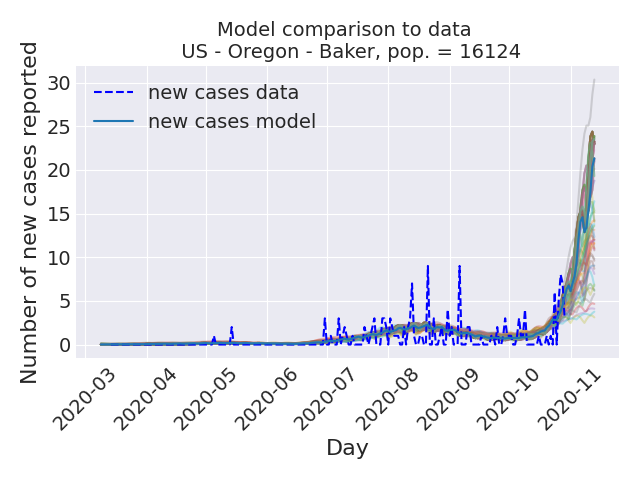 Model comparison to data
US - Oregon - Baker, pop. = 16124
Number of new cases reported
30
25
20
15
10
5
0
new cases data
new cases model
2020-03
2020-04
2020-05
2020-06
2020-07
2020-08
2020-09
2020-10
2020-11
Day